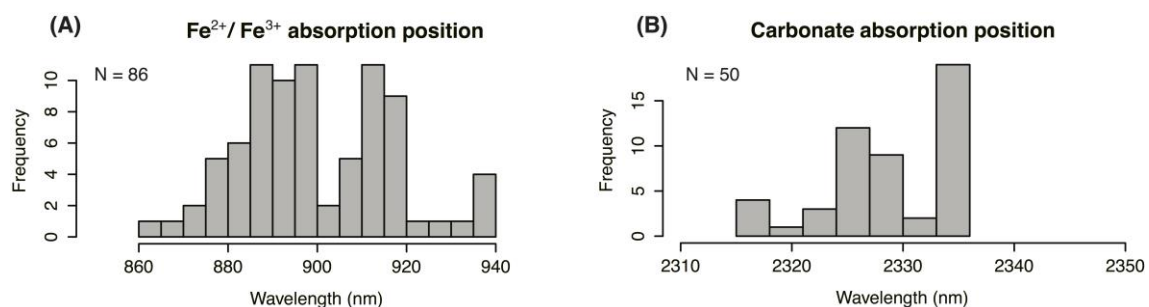 (A) Fe²⁺/ Fe³⁺ absorption position
N = 86
Frequency
0 2 4 6 8 10
860 880 900 920 940
Wavelength (nm)
(B) Carbonate absorption position
N = 50
Frequency
0 5 10 15
2310 2320 2330 2340 2350
Wavelength (nm)